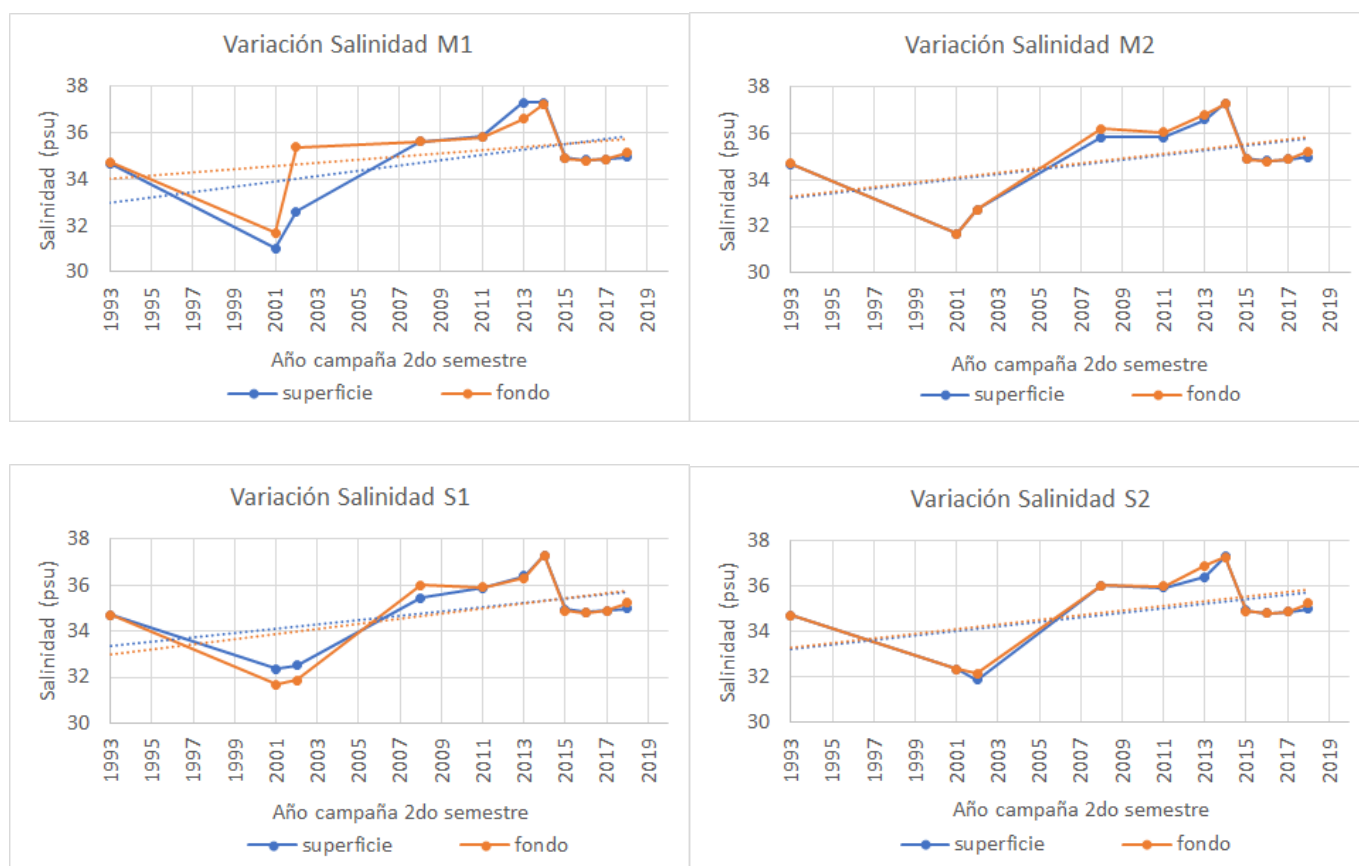 Variación Salinidad M1
Salinidad (psu)
38
36
34
32
30
1993 1995 1997 1999 2001 2003 2005 2007 2009 2011 2013 2015 2017 2019
Año campaña 2do semestre
superficie fondo
Variación Salinidad M2
Salinidad (psu)
38
36
34
32
30
1993 1995 1997 1999 2001 2003 2005 2007 2009 2011 2013 2015 2017 2019
Año campaña 2do semestre
superficie fondo
Variación Salinidad S1
Salinidad (psu)
38
36
34
32
30
1993 1995 1997 1999 2001 2003 2005 2007 2009 2011 2013 2015 2017 2019
Año campaña 2do semestre
superficie fondo
Variación Salinidad S2
Salinidad (psu)
38
36
34
32
30
1993 1995 1997 1999 2001 2003 2005 2007 2009 2011 2013 2015 2017 2019
Año campaña 2do semestre
superficie fondo